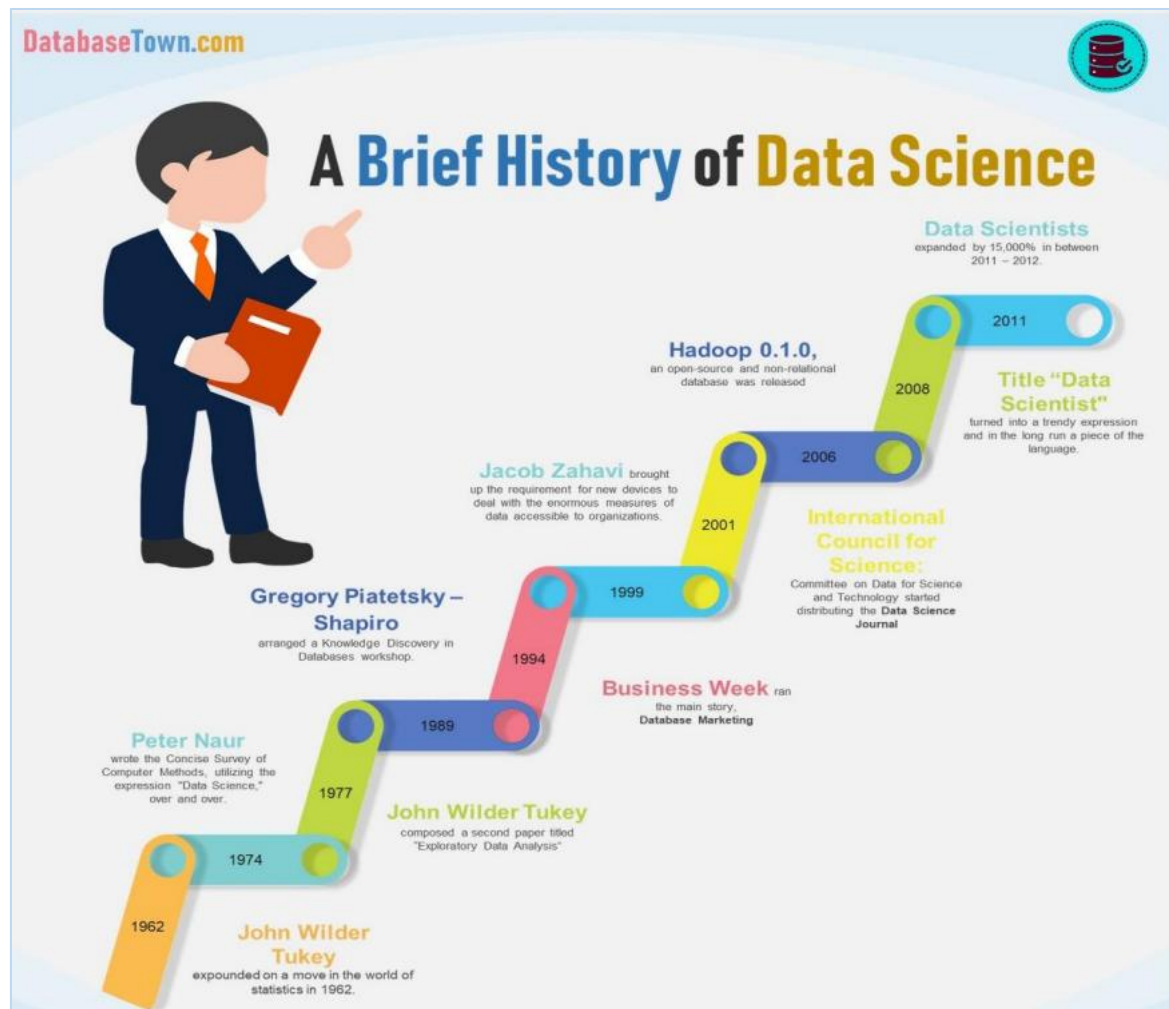 DatabaseTown.com
A Brief History of Data Science
Data Scientists
expanded by 15,000% in between
2011 – 2012.
2011
Hadoop 0.1.0,
an open-source and non-relational
database was released
2008
Title “Data
Scientist"
turned into a trendy expression
and in the long run a piece of the
language.
2006
Jacob Zahavi brought
up the requirement for new devices to
deal with the enormous measures of
data accessible to organizations.
2001
International
Council for
Science:
Committee on Data for Science
and Technology started
distributing the Data Science
Journal
1999
Gregory Piatetsky –
Shapiro
arranged a Knowledge Discovery in
Databases workshop.
1994
Business Week ran
the main story,
Database Marketing
1989
Peter Naur
wrote the Concise Survey of
Computer Methods, utilizing the
expression "Data Science,"
over and over.
1977
John Wilder Tukey
composed a second paper titled
"Exploratory Data Analysis"
1974
1962
John Wilder
Tukey
expounded on a move in the world of
statistics in 1962.